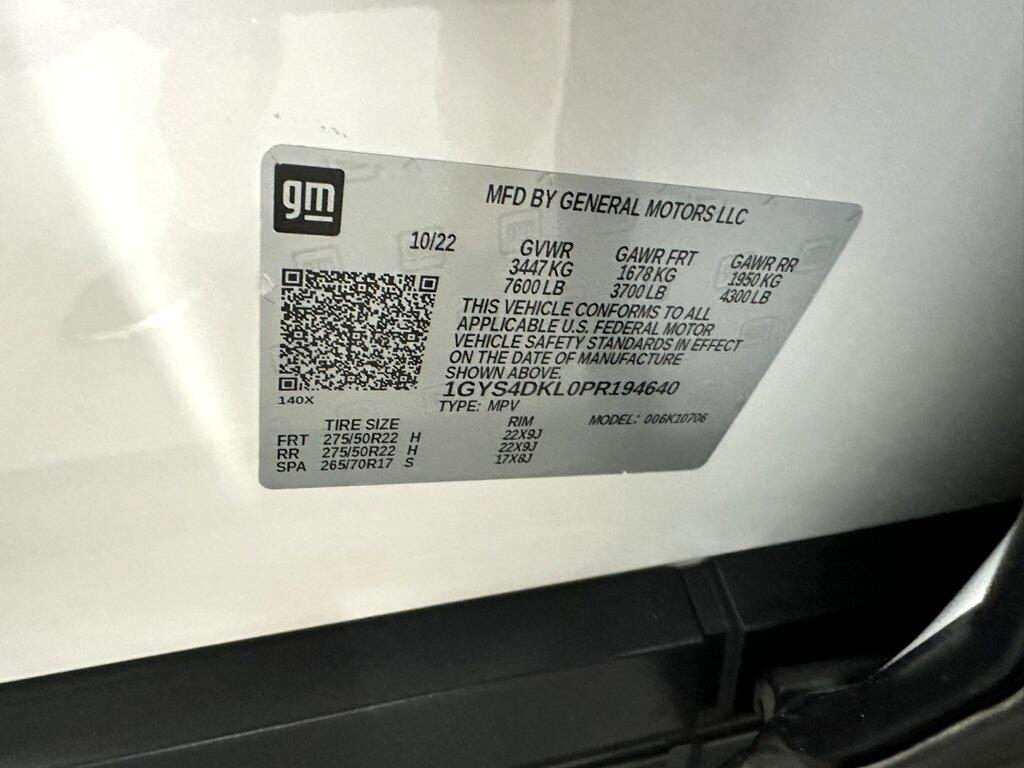 gm
MFD BY GENERAL MOTORS LLC
10/22
GVWR GAWR FRT GAWR RR
3447 KG 1678 KG 1950 KG
7600 LB 3700 LB 4300 LB
THIS VEHICLE CONFORMS TO ALL
APPLICABLE U.S. FEDERAL MOTOR
VEHICLE SAFETY STANDARDS IN EFFECT
ON THE DATE OF MANUFACTURE
SHOWN ABOVE.
1GYS4DKL0PR194640
140X
TYPE: MPV MODEL: 006K10706
TIRE SIZE RIM
FRT 275/50R22 H 22X9J
RR 275/50R22 H 22X9J
SPA 265/70R17 S 17X8J